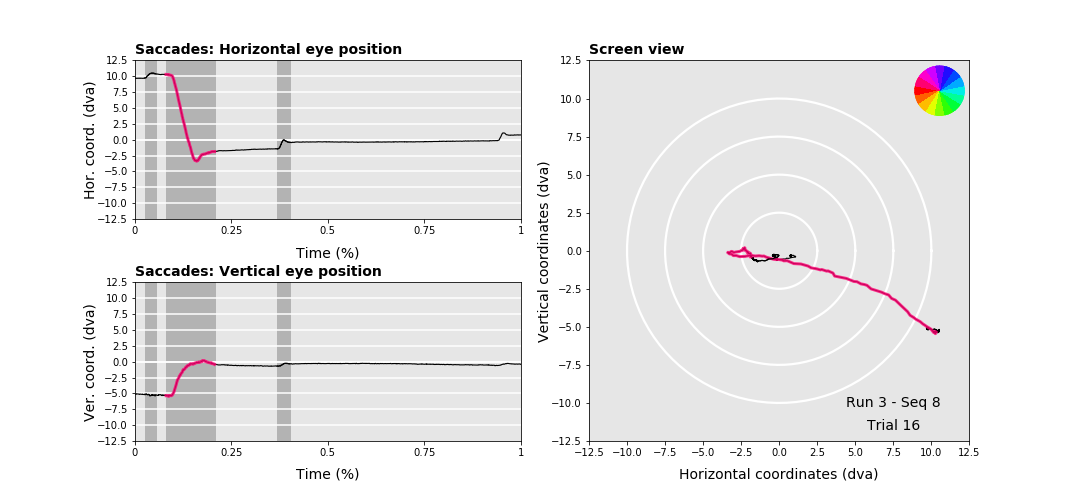 Saccades: Horizontal eye position
12.5
10.0
7.5
5.0
2.5
0.0
−2.5
−5.0
−7.5
−10.0
−12.5
Hor. coord. (dva)
0 0.25 0.5 0.75 1
Time (%)
Saccades: Vertical eye position
12.5
10.0
7.5
5.0
2.5
0.0
−2.5
−5.0
−7.5
−10.0
−12.5
Ver. coord. (dva)
0 0.25 0.5 0.75 1
Time (%)
Screen view
12.5
10.0
7.5
5.0
2.5
0.0
−2.5
−5.0
−7.5
−10.0
−12.5
Vertical coordinates (dva)
Run 3 - Seq 8
Trial 16
−12.5 −10.0 −7.5 −5.0 −2.5 0.0 2.5 5.0 7.5 10.0 12.5
Horizontal coordinates (dva)